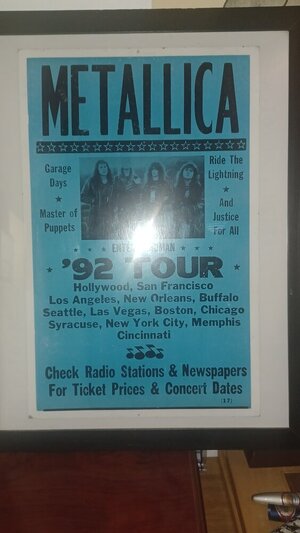 METALLICA
Garage
Days
Master of
Puppets
Ride The
Lightning
And
Justice
For All
'92 TOUR
Hollywood, San Francisco
Los Angeles, New Orleans, Buffalo
Seattle, Las Vegas, Boston, Chicago
Syracuse, New York City, Memphis
Cincinnati
Check Radio Stations & Newspapers
For Ticket Prices & Concert Dates
(17)